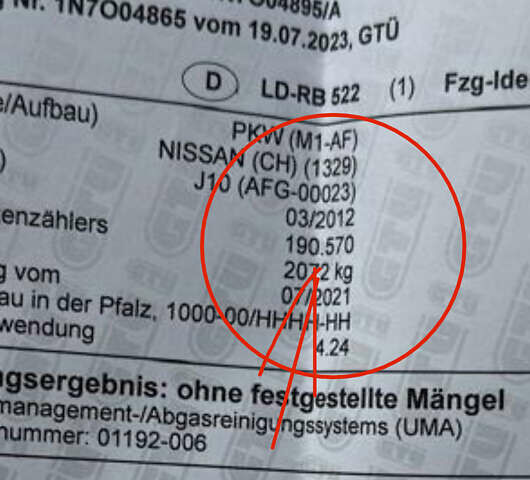 Nr. 1N7O04865 vom 19.07.2023, GTÜ
D LD-RB 522 (1) Fzg-Ide
e/Aufbau) PKW (M1-AF)
NISSAN (CH) (1329)
) J10 (AFG-00023)
03/2012
enzählers 190.570
2072 kg
g vom 07/2021
au in der Pfalz, 1000-00/HHHH-HH
wendung 4.24
ngsergebnis: ohne festgestellte Mängel
management-/Abgasreinigungssystems (UMA)
nummer: 01192-006